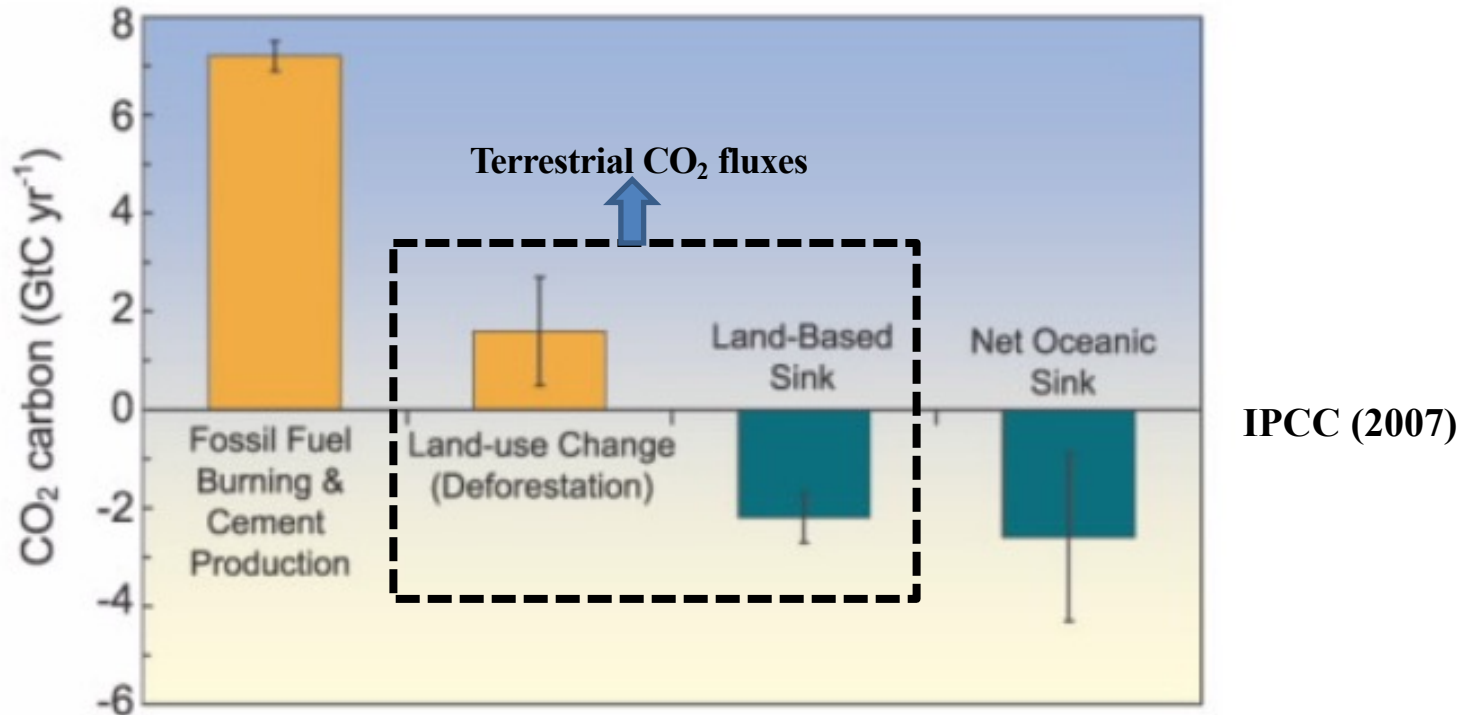 8
6
4
2
0
-2
-4
-6
CO₂ carbon (GtC yr⁻¹)
Terrestrial CO₂ fluxes
Fossil Fuel
Burning &
Cement
Production
Land-use Change
(Deforestation)
Land-Based
Sink
Net Oceanic
Sink
IPCC (2007)